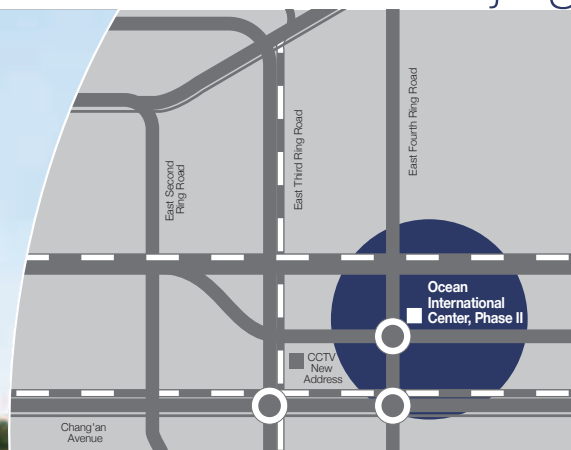 East Fourth Ring Road
East Third Ring Road
East Second
Ring Road
Ocean
International
Center, Phase II
CCTV
New
Address
Chang'an
Avenue